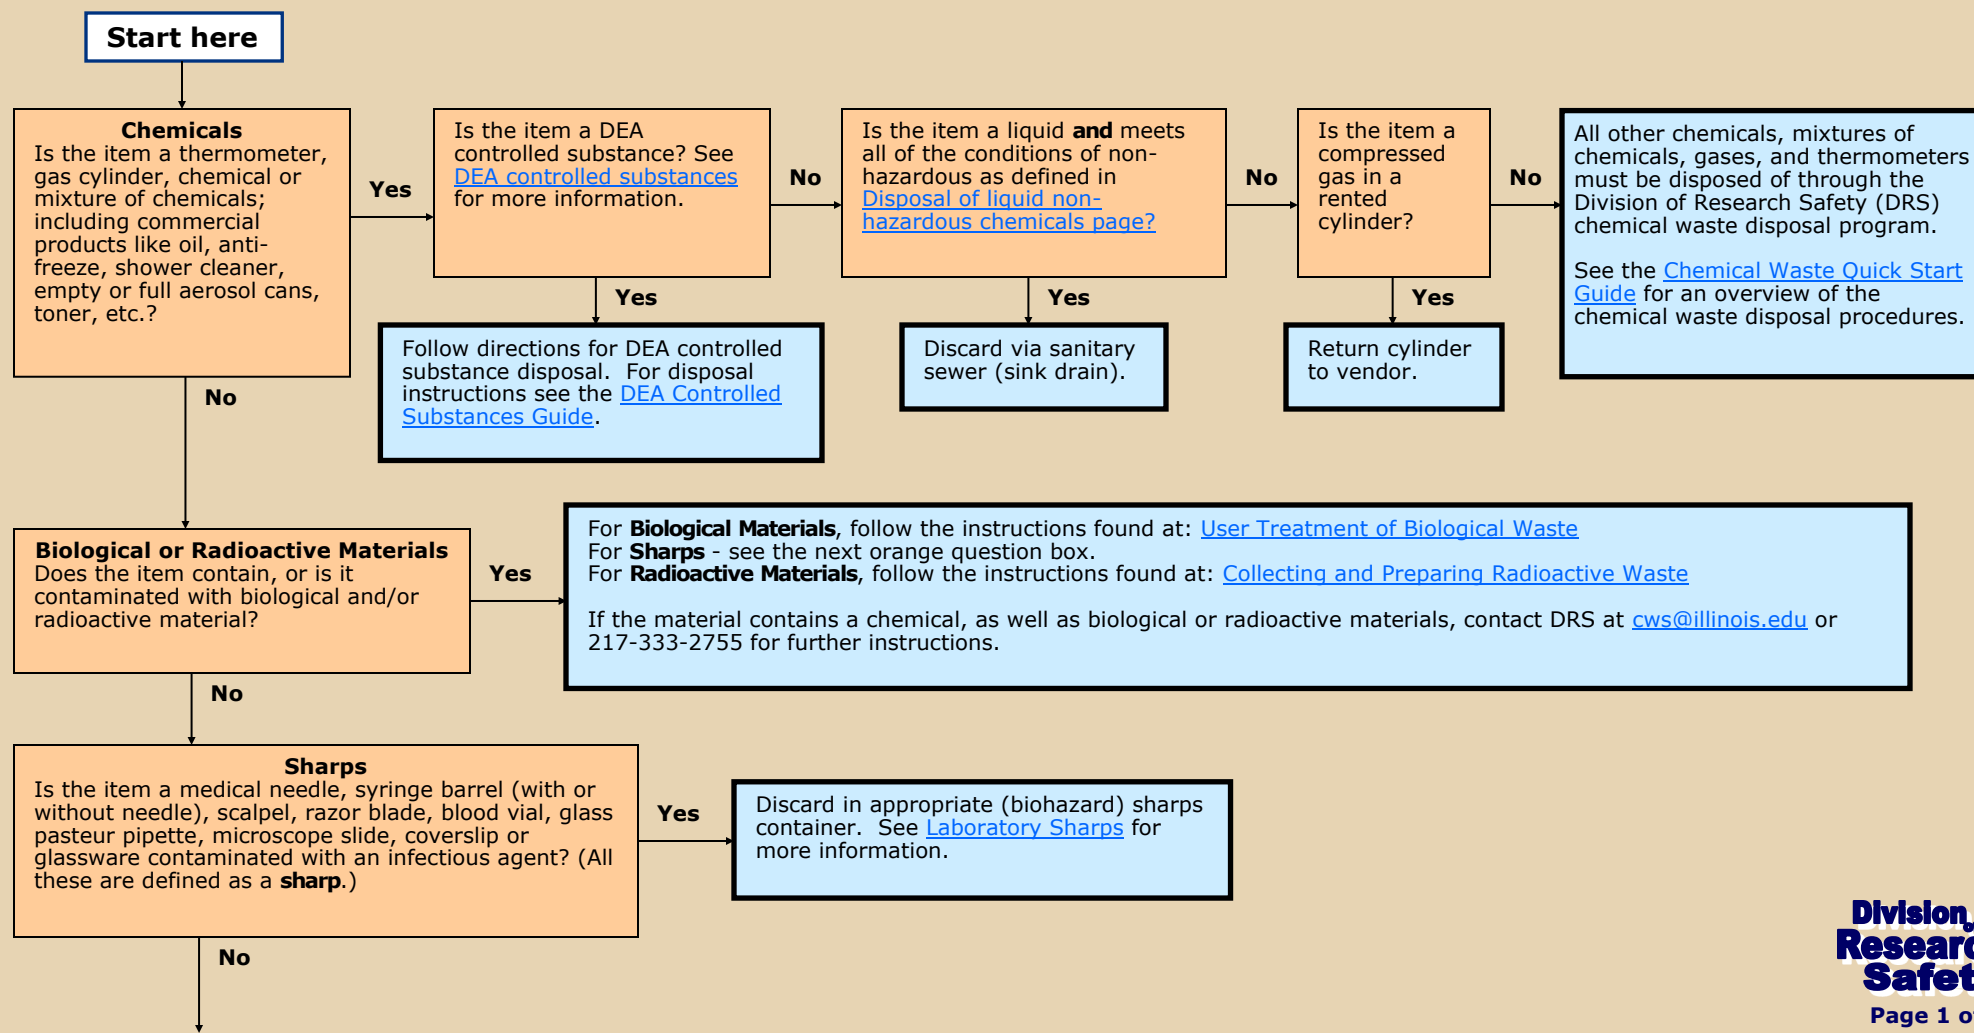 Start here
Chemicals
Is the item a thermometer,
gas cylinder, chemical or
mixture of chemicals;
including commercial
products like oil, anti-
freeze, shower cleaner,
empty or full aerosol cans,
toner, etc.?
Yes
Is the item a DEA
controlled substance? See
DEA controlled substances
for more information.
No
Is the item a liquid and meets
all of the conditions of non-
hazardous as defined in
Disposal of liquid non-
hazardous chemicals page?
No
Is the item a
compressed
gas in a
rented
cylinder?
No
All other chemicals, mixtures of
chemicals, gases, and thermometers
must be disposed of through the
Division of Research Safety (DRS)
chemical waste disposal program.
See the Chemical Waste Quick Start
Guide for an overview of the
chemical waste disposal procedures.
Yes
Yes
Yes
Follow directions for DEA controlled
substance disposal. For disposal
instructions see the DEA Controlled
Substances Guide.
Discard via sanitary
sewer (sink drain).
Return cylinder
to vendor.
No
Biological or Radioactive Materials
Does the item contain, or is it
contaminated with biological and/or
radioactive material?
Yes
For Biological Materials, follow the instructions found at: User Treatment of Biological Waste
For Sharps - see the next orange question box.
For Radioactive Materials, follow the instructions found at: Collecting and Preparing Radioactive Waste
If the material contains a chemical, as well as biological or radioactive materials, contact DRS at cws@illinois.edu or
217-333-2755 for further instructions.
No
Sharps
Is the item a medical needle, syringe barrel (with or
without needle), scalpel, razor blade, blood vial, glass
pasteur pipette, microscope slide, coverslip or
glassware contaminated with an infectious agent? (All
these are defined as a sharp.)
Yes
Discard in appropriate (biohazard) sharps
container. See Laboratory Sharps for
more information.
No
Division
Page 1